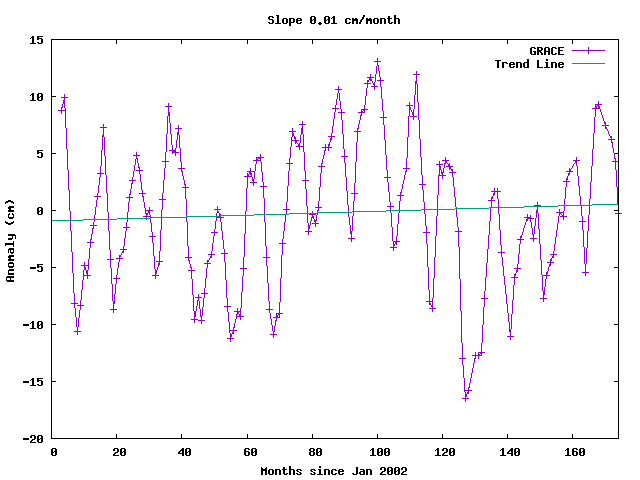 Slope 0.01 cm/month
GRACE
Trend Line
15
10
5
0
-5
-10
-15
-20
Anomaly (cm)
0 20 40 60 80 100 120 140 160
Months since Jan 2002